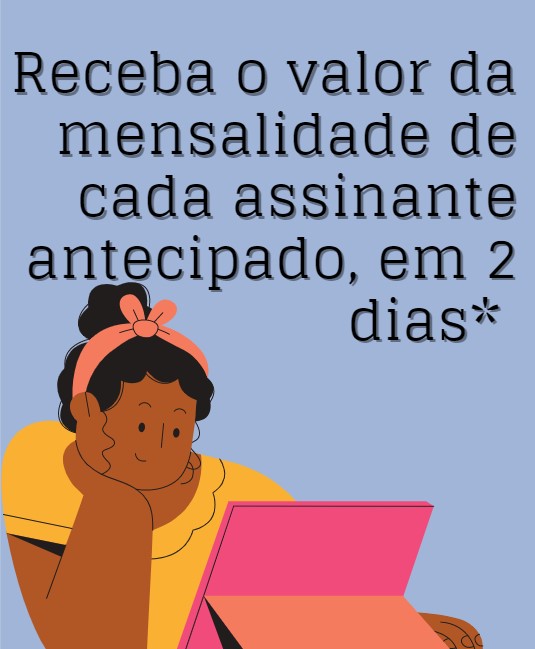 Receba o valor da
mensalidade de
cada assinante
antecipado, em 2
dias*